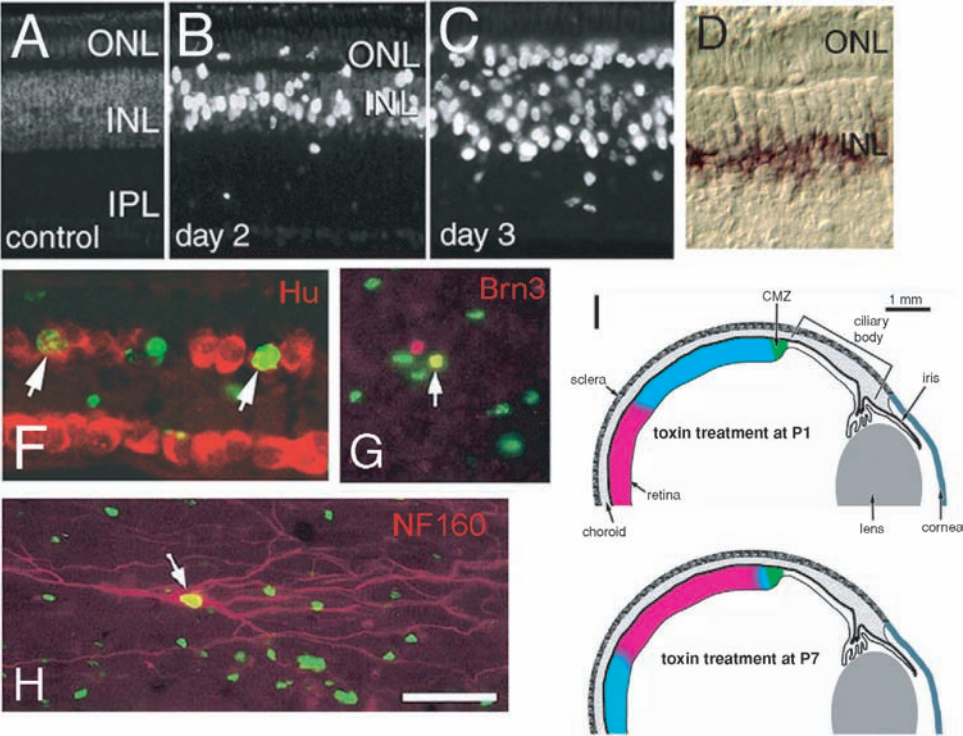 A
ONL
INL
IPL
control
B
ONL
INL
day 2
C
day 3
D
ONL
INL
F
Hu
G
Brn3
H
NF160
I
CMZ
1 mm
ciliary
body
sclera
iris
toxin treatment at P1
retina
choroid
lens
cornea
toxin treatment at P7